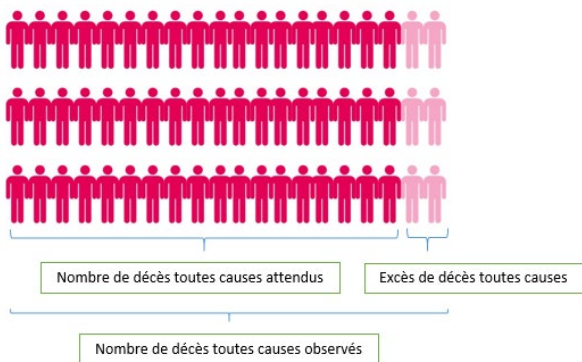 Nombre de décès toutes causes attendus
Excès de décès toutes causes
Nombre de décès toutes causes observés